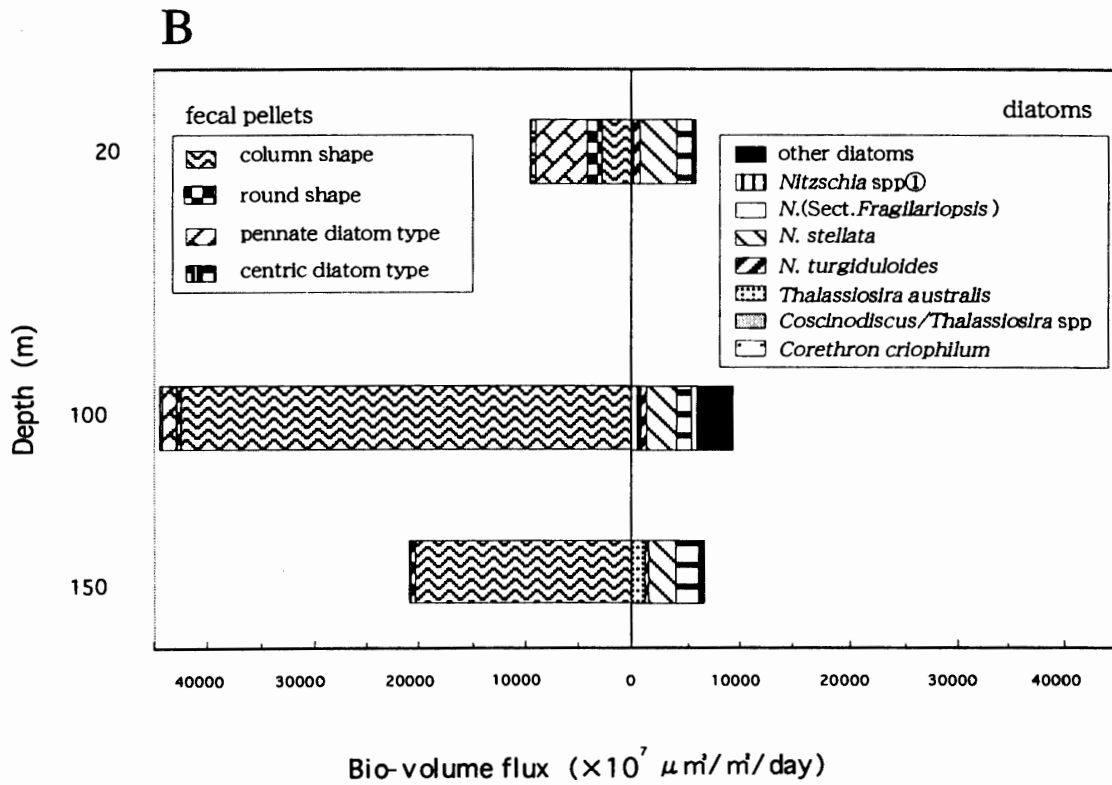 B
fecal pellets
column shape
round shape
pennate diatom type
centric diatom type
diatoms
other diatoms
Nitzschia spp①
N.(Sect.Fragilariopsis)
N. stellata
N. turgiduloides
Thalassiosira australis
Coscinodiscus/Thalassiosira spp
Corethron criophilum
Depth (m)
20
100
150
40000 30000 20000 10000 0 10000 20000 30000 40000
Bio-volume flux (×10⁷ μm³/m²/day)